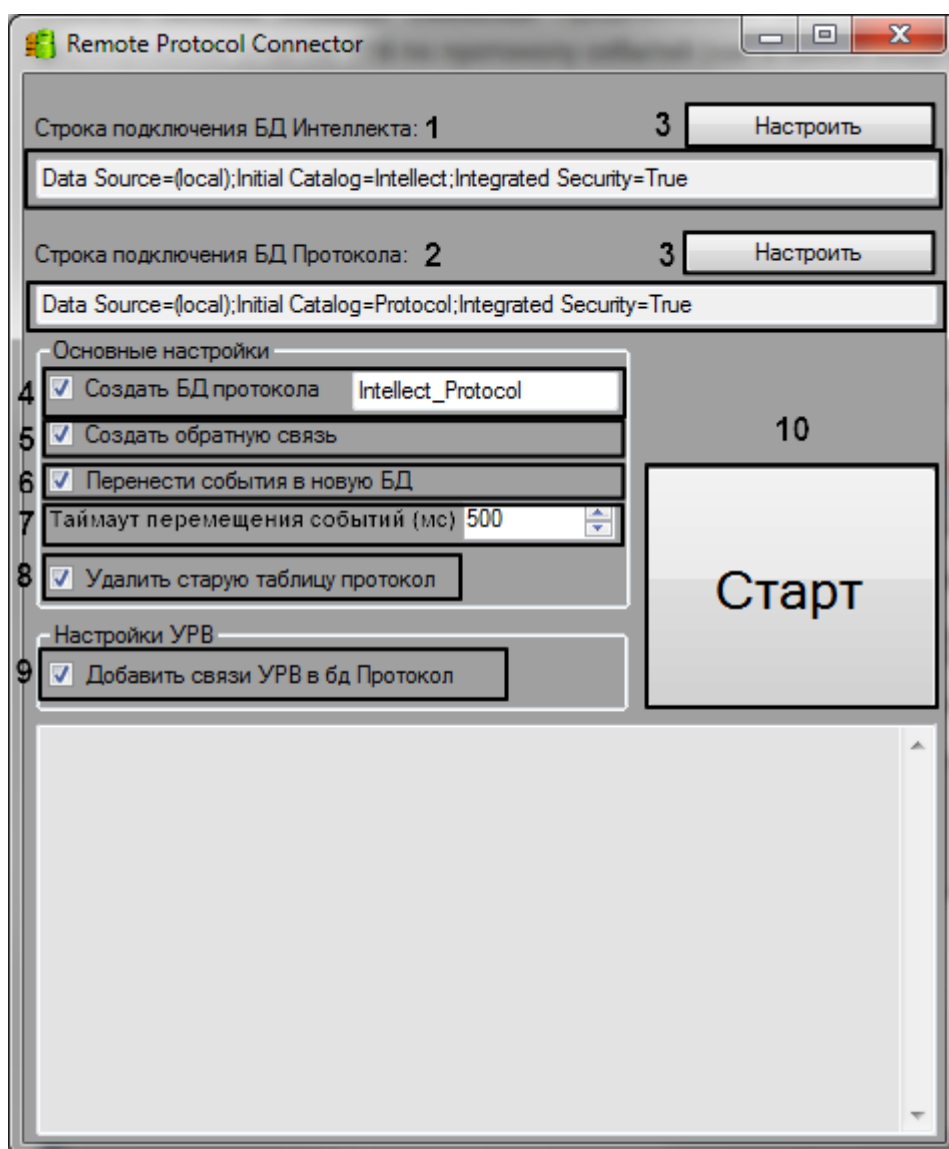 Remote Protocol Connector
Строка подключения БД Интеллекта: 1 3 Настроить
Data Source=(local);Initial Catalog=Intellect;Integrated Security=True
Строка подключения БД Протокола: 2 3 Настроить
Data Source=(local);Initial Catalog=Protocol;Integrated Security=True
Основные настройки
4 Создать БД протокола Intellect_Protocol
5 Создать обратную связь
6 Перенести события в новую БД
7 Таймаут перемещения событий (мс) 500
8 Удалить старую таблицу протокол
Настройки УРВ
9 Добавить связи УРВ в бд Протокол
10
Старт